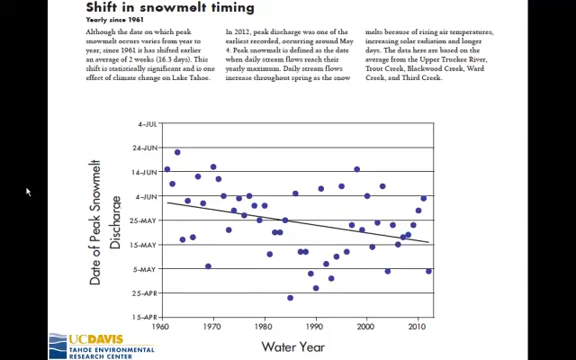 Shift in snowmelt timing
Yearly since 1961
Although the date on which peak
snowmelt occurs varies from year to
year, since 1961 it has shifted earlier
an average of 2 weeks (16.3 days). This
shift is statistically significant and is one
effect of climate change on Lake Tahoe.
In 2012, peak discharge was one of the
earliest recorded, occurring around May
4. Peak snowmelt is defined as the date
when daily stream flows reach their
yearly maximum. Daily stream flows
increase throughout spring as the snow
melts because of rising air temperatures,
increasing solar radiation and longer
days. The data here are based on the
average from the Upper Truckee River,
Trout Creek, Blackwood Creek, Ward
Creek, and Third Creek.
Date of Peak Snowmelt
Discharge
4-JUL
24-JUN
14-JUN
4-JUN
25-MAY
15-MAY
5-MAY
25-APR
15-APR
1960 1970 1980 1990 2000 2010
Water Year
UCDAVIS
TAHOE ENVIRONMENTAL
RESEARCH CENTER